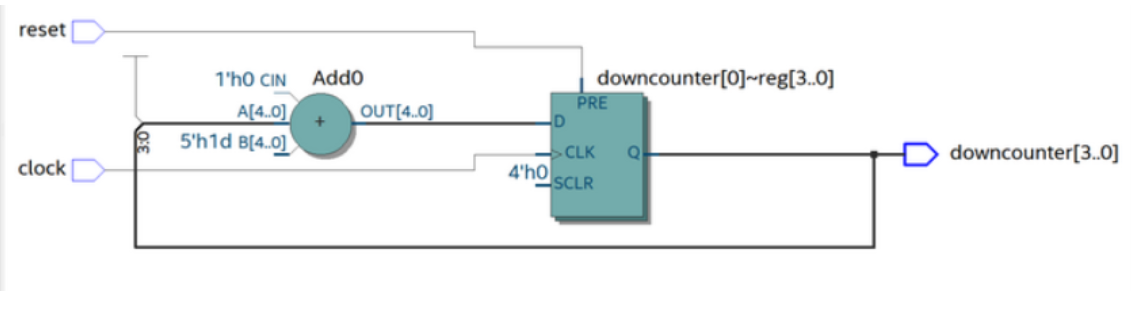 reset
1'h0 CIN
Add0
downcounter[0]~reg[3..0]
PRE
A[4..0]
+
OUT[4..0]
D
3:0
5'h1d B[4..0]
>CLK
Q
downcounter[3..0]
clock
4'h0
SCLR